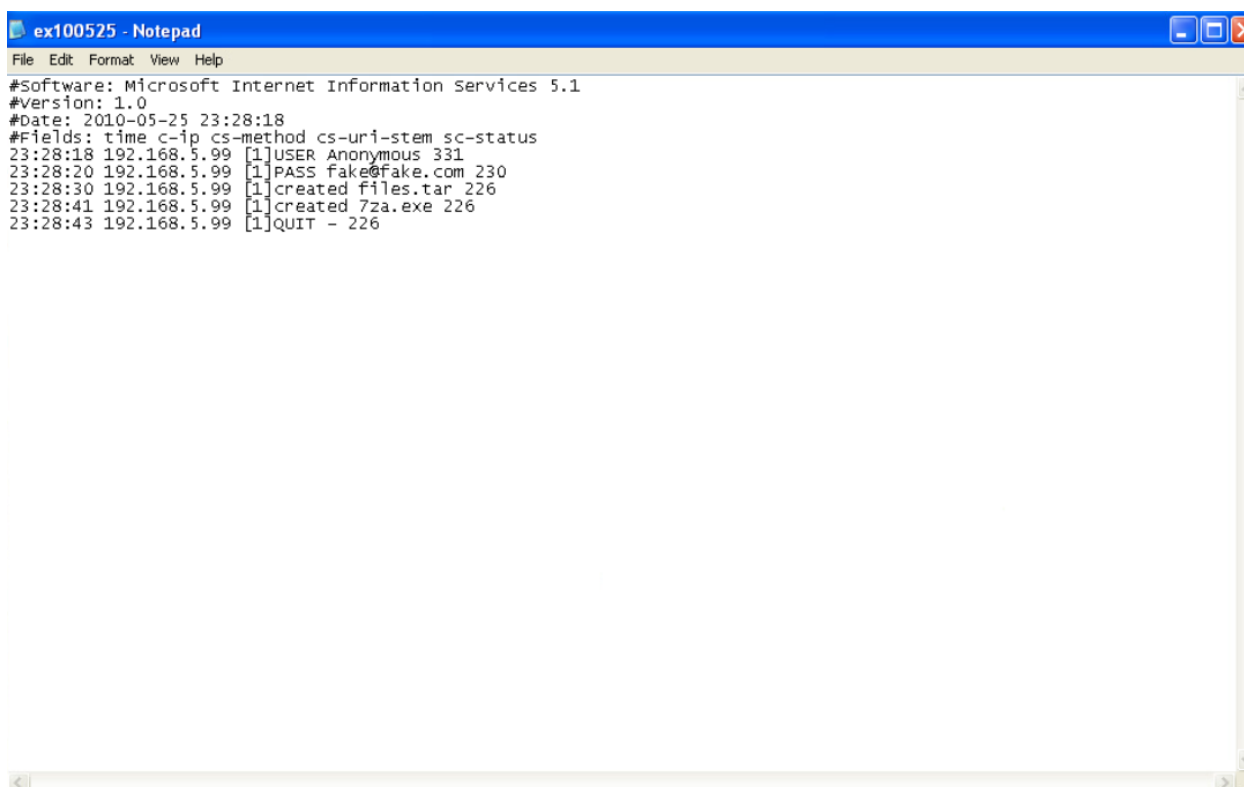 ex100525 - Notepad
File Edit Format View Help
#Software: Microsoft Internet Information Services 5.1
#Version: 1.0
#Date: 2010-05-25 23:28:18
#Fields: time c-ip cs-method cs-uri-stem sc-status
23:28:18 192.168.5.99 [1]USER Anonymous 331
23:28:20 192.168.5.99 [1]PASS fake@fake.com 230
23:28:30 192.168.5.99 [1]created files.tar 226
23:28:41 192.168.5.99 [1]created 7za.exe 226
23:28:43 192.168.5.99 [1]QUIT - 226